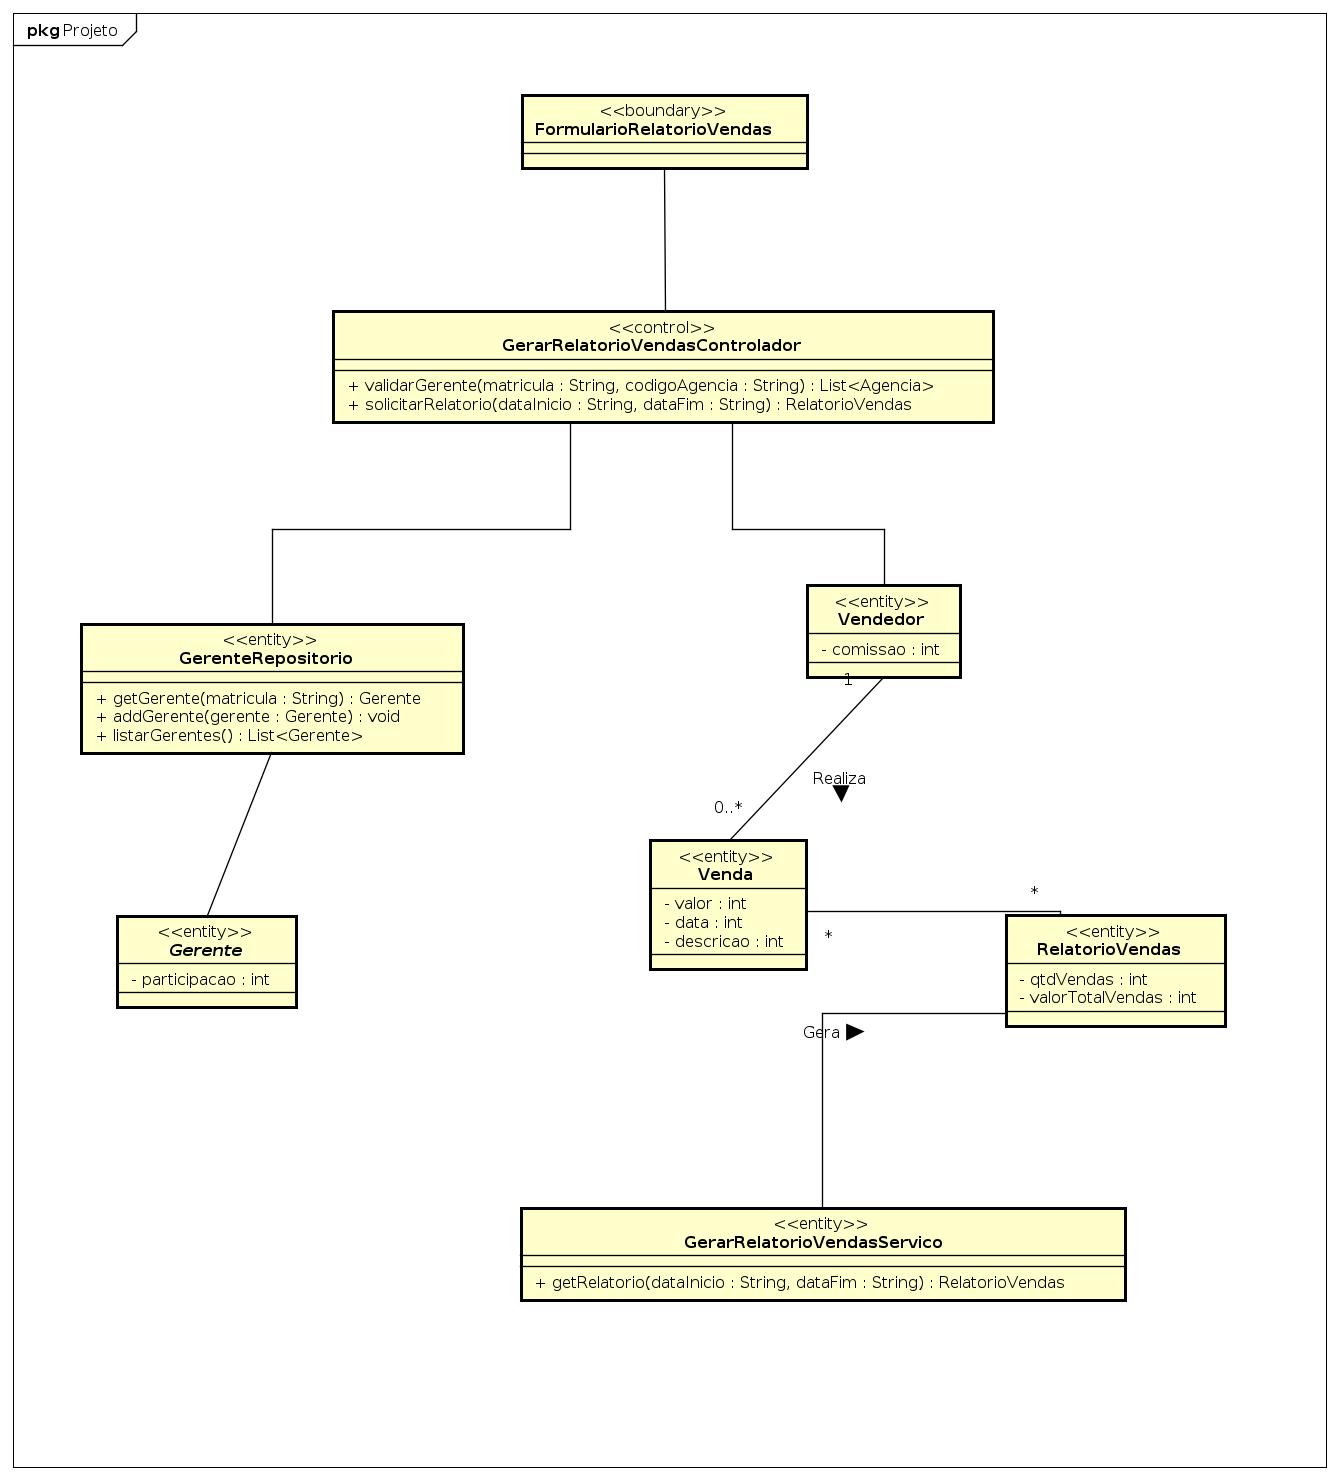 pkg Projeto
<<boundary>>
FormularioRelatorioVendas
<<control>>
GerarRelatorioVendasControlador
+ validarGerente(matricula : String, codigoAgencia : String) : List<Agencia>
+ solicitarRelatorio(dataInicio : String, dataFim : String) : RelatorioVendas
<<entity>>
GerenteRepositorio
+ getGerente(matricula : String) : Gerente
+ addGerente(gerente : Gerente) : void
+ listarGerentes() : List<Gerente>
<<entity>>
Vendedor
- comissao : int
1
Realiza
0..*
<<entity>>
Gerente
- participacao : int
<<entity>>
Venda
- valor : int
- data : int
- descricao : int
*
*
<<entity>>
RelatorioVendas
- qtdVendas : int
- valorTotalVendas : int
Gera
<<entity>>
GerarRelatorioVendasServico
+ getRelatorio(dataInicio : String, dataFim : String) : RelatorioVendas